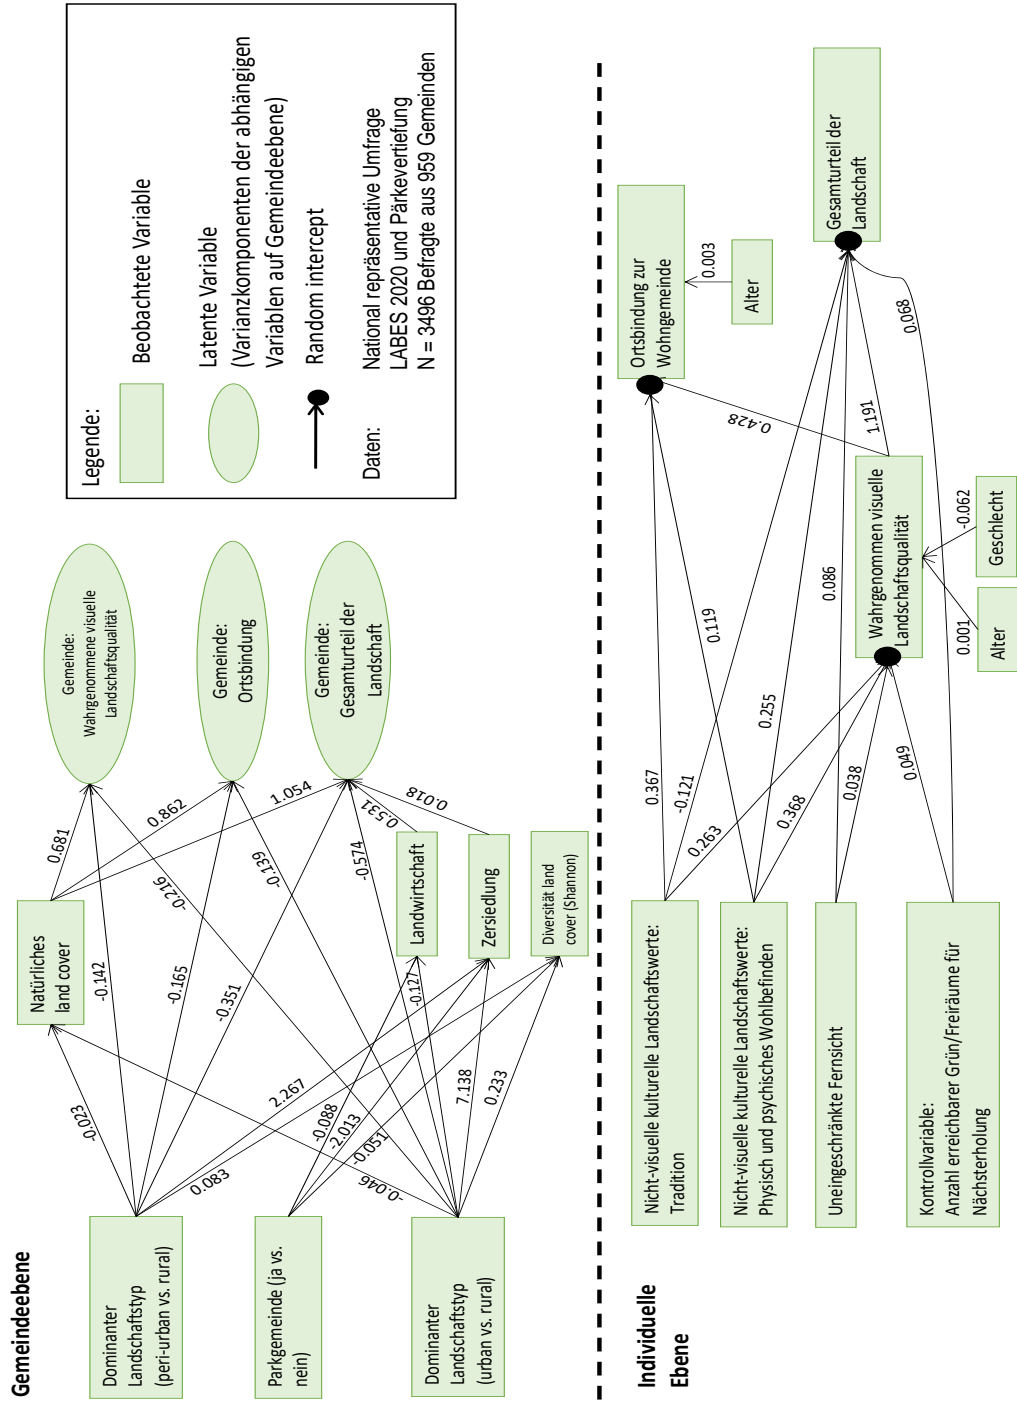 Gemeindeebene
Dominanter
Landschaftstyp
(peri-urban vs. rural)
Parkgemeinde (ja vs.
nein)
Dominanter
Landschaftstyp
(urban vs. rural)
Natürliches
land cover
Landwirtschaft
Zersiedlung
Diversität land
cover (Shannon)
Gemeinde:
Wahrgenommene visuelle
Landschaftsqualität
Gemeinde:
Ortsbindung
Gemeinde:
Gesamturteil der
Landschaft
-0.023
-0.142
-0.165
-0.351
2.267
0.083
-0.088
-2.013
-0.051
-0.046
-0.216
-0.139
-0.574
-0.127
7.138
0.233
0.681
0.862
1.054
0.531
0.018
Legende:
Beobachtete Variable
Latente Variable
(Varianzkomponenten der abhängigen
Variablen auf Gemeindeebene)
Random intercept
Daten:
National repräsentative Umfrage
LABES 2020 und Pärkevertiefung
N = 3496 Befragte aus 959 Gemeinden
Individuelle
Ebene
Nicht-visuelle kulturelle Landschaftswerte:
Tradition
Nicht-visuelle kulturelle Landschaftswerte:
Physisch und psychisches Wohlbefinden
Uneingeschränkte Fernsicht
Kontrollvariable:
Anzahl erreichbarer Grün/Freiräume für
Nächsterholung
0.367
-0.121
0.263
0.119
0.255
0.368
0.086
0.038
0.049
0.068
Wahrgenommen visuelle
Landschaftsqualität
0.001
Alter
-0.062
Geschlecht
0.428
1.191
Ortsbindung zur
Wohngemeinde
0.003
Alter
Gesamturteil der
Landschaft